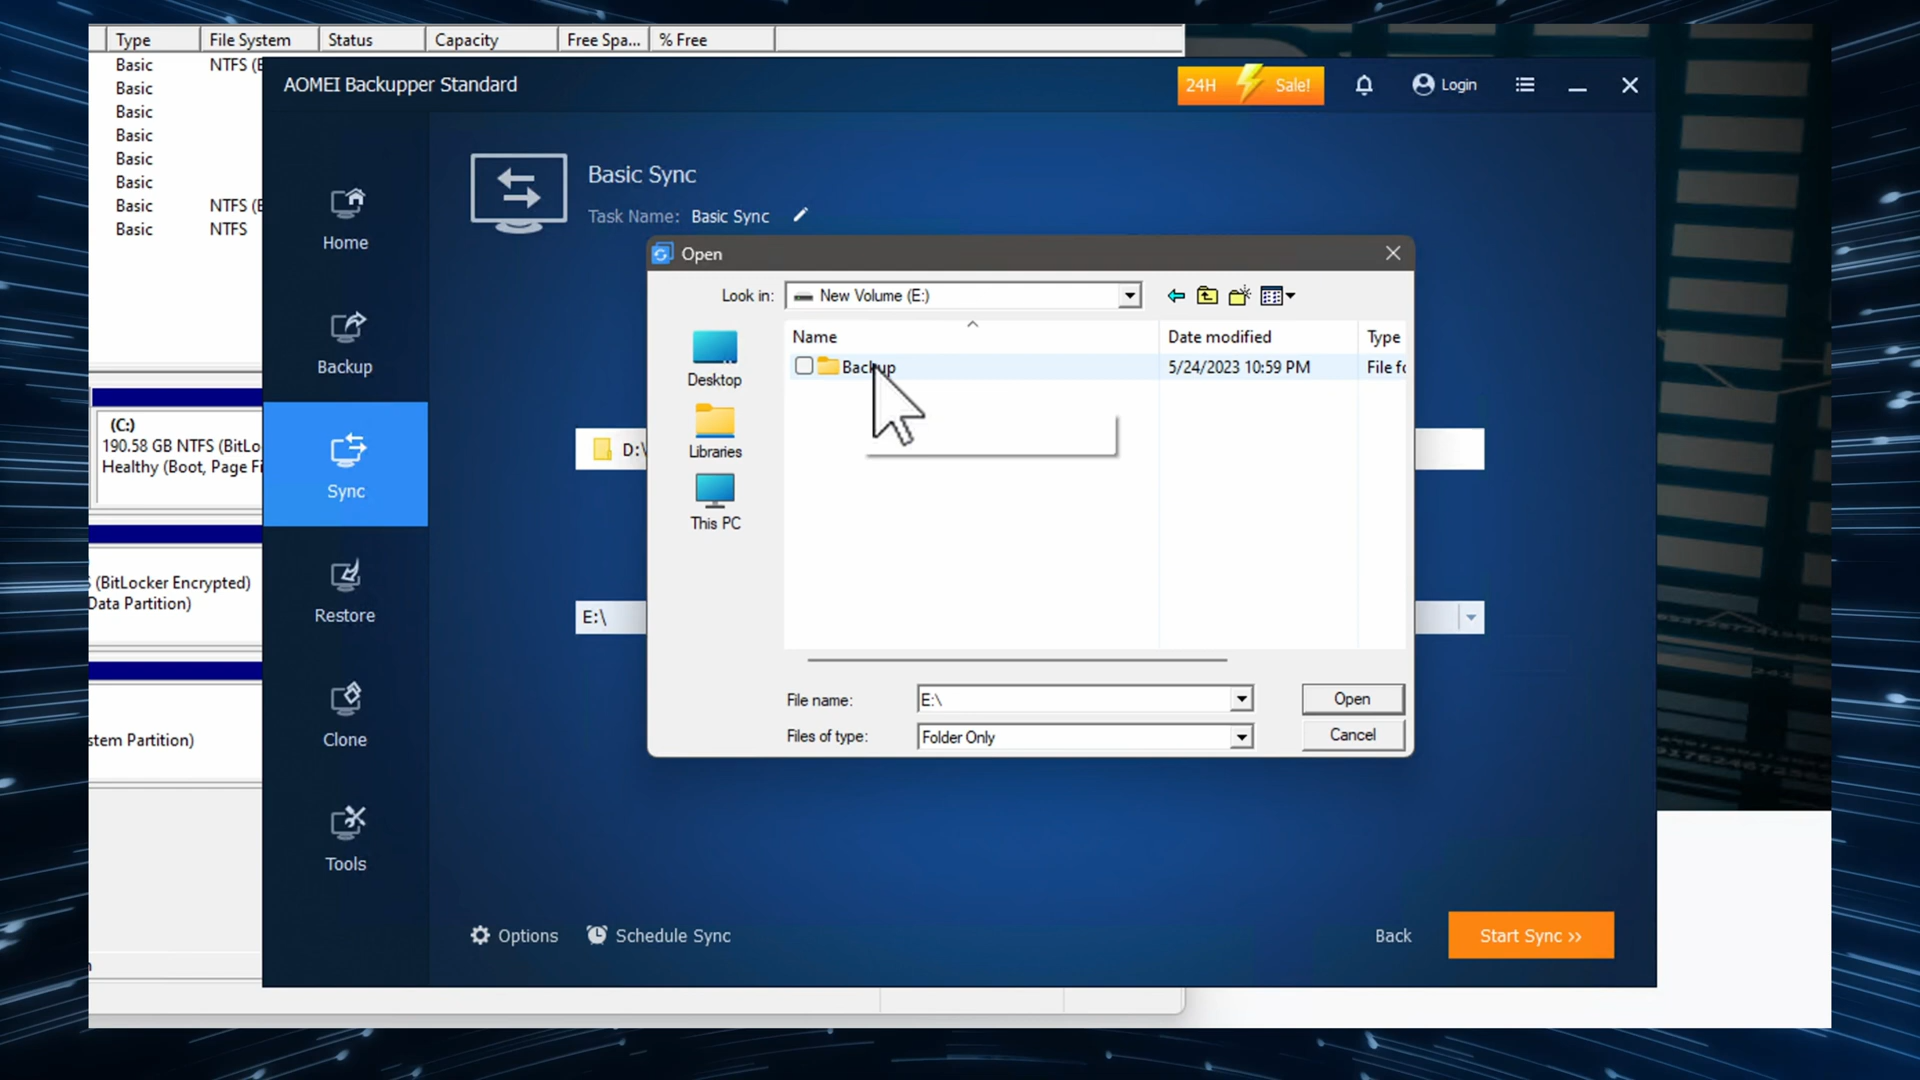 Type File System Status Capacity Free Spa... % Free
Basic NTFS (E
Basic
Basic
Basic
Basic
Basic
Basic NTFS (E
Basic NTFS
(C:)
190.58 GB NTFS (BitLo
Healthy (Boot, Page Fi
(BitLocker Encrypted)
Data Partition)
stem Partition)
AOMEI Backupper Standard
24H Sale!
Login
Home
Backup
Sync
Restore
Clone
Tools
Basic Sync
Task Name: Basic Sync
D:\
E:\
Open
Look in: New Volume (E:)
Desktop
Libraries
This PC
Name Date modified Type
Backup 5/24/2023 10:59 PM File fo
File name: E:\ Open
Files of type: Folder Only Cancel
Options Schedule Sync
Back Start Sync >>